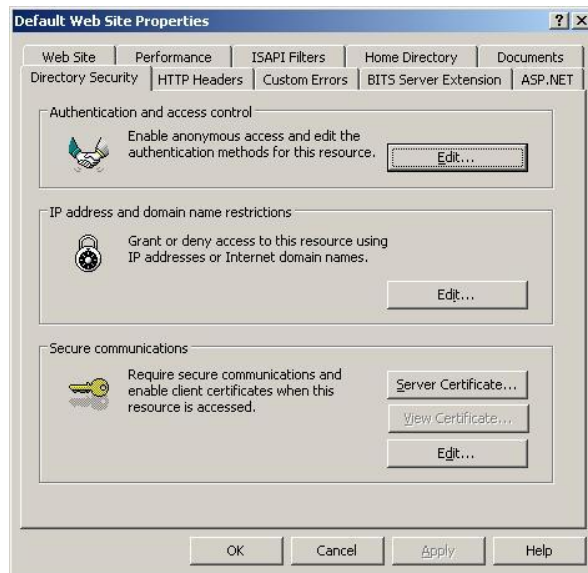 Default Web Site Properties
? X
Web Site Performance ISAPI Filters Home Directory Documents
Directory Security HTTP Headers Custom Errors BITS Server Extension ASP.NET
Authentication and access control
Enable anonymous access and edit the
authentication methods for this resource.
Edit...
IP address and domain name restrictions
Grant or deny access to this resource using
IP addresses or Internet domain names.
Edit...
Secure communications
Require secure communications and
enable client certificates when this
resource is accessed.
Server Certificate...
View Certificate...
Edit...
OK Cancel Apply Help